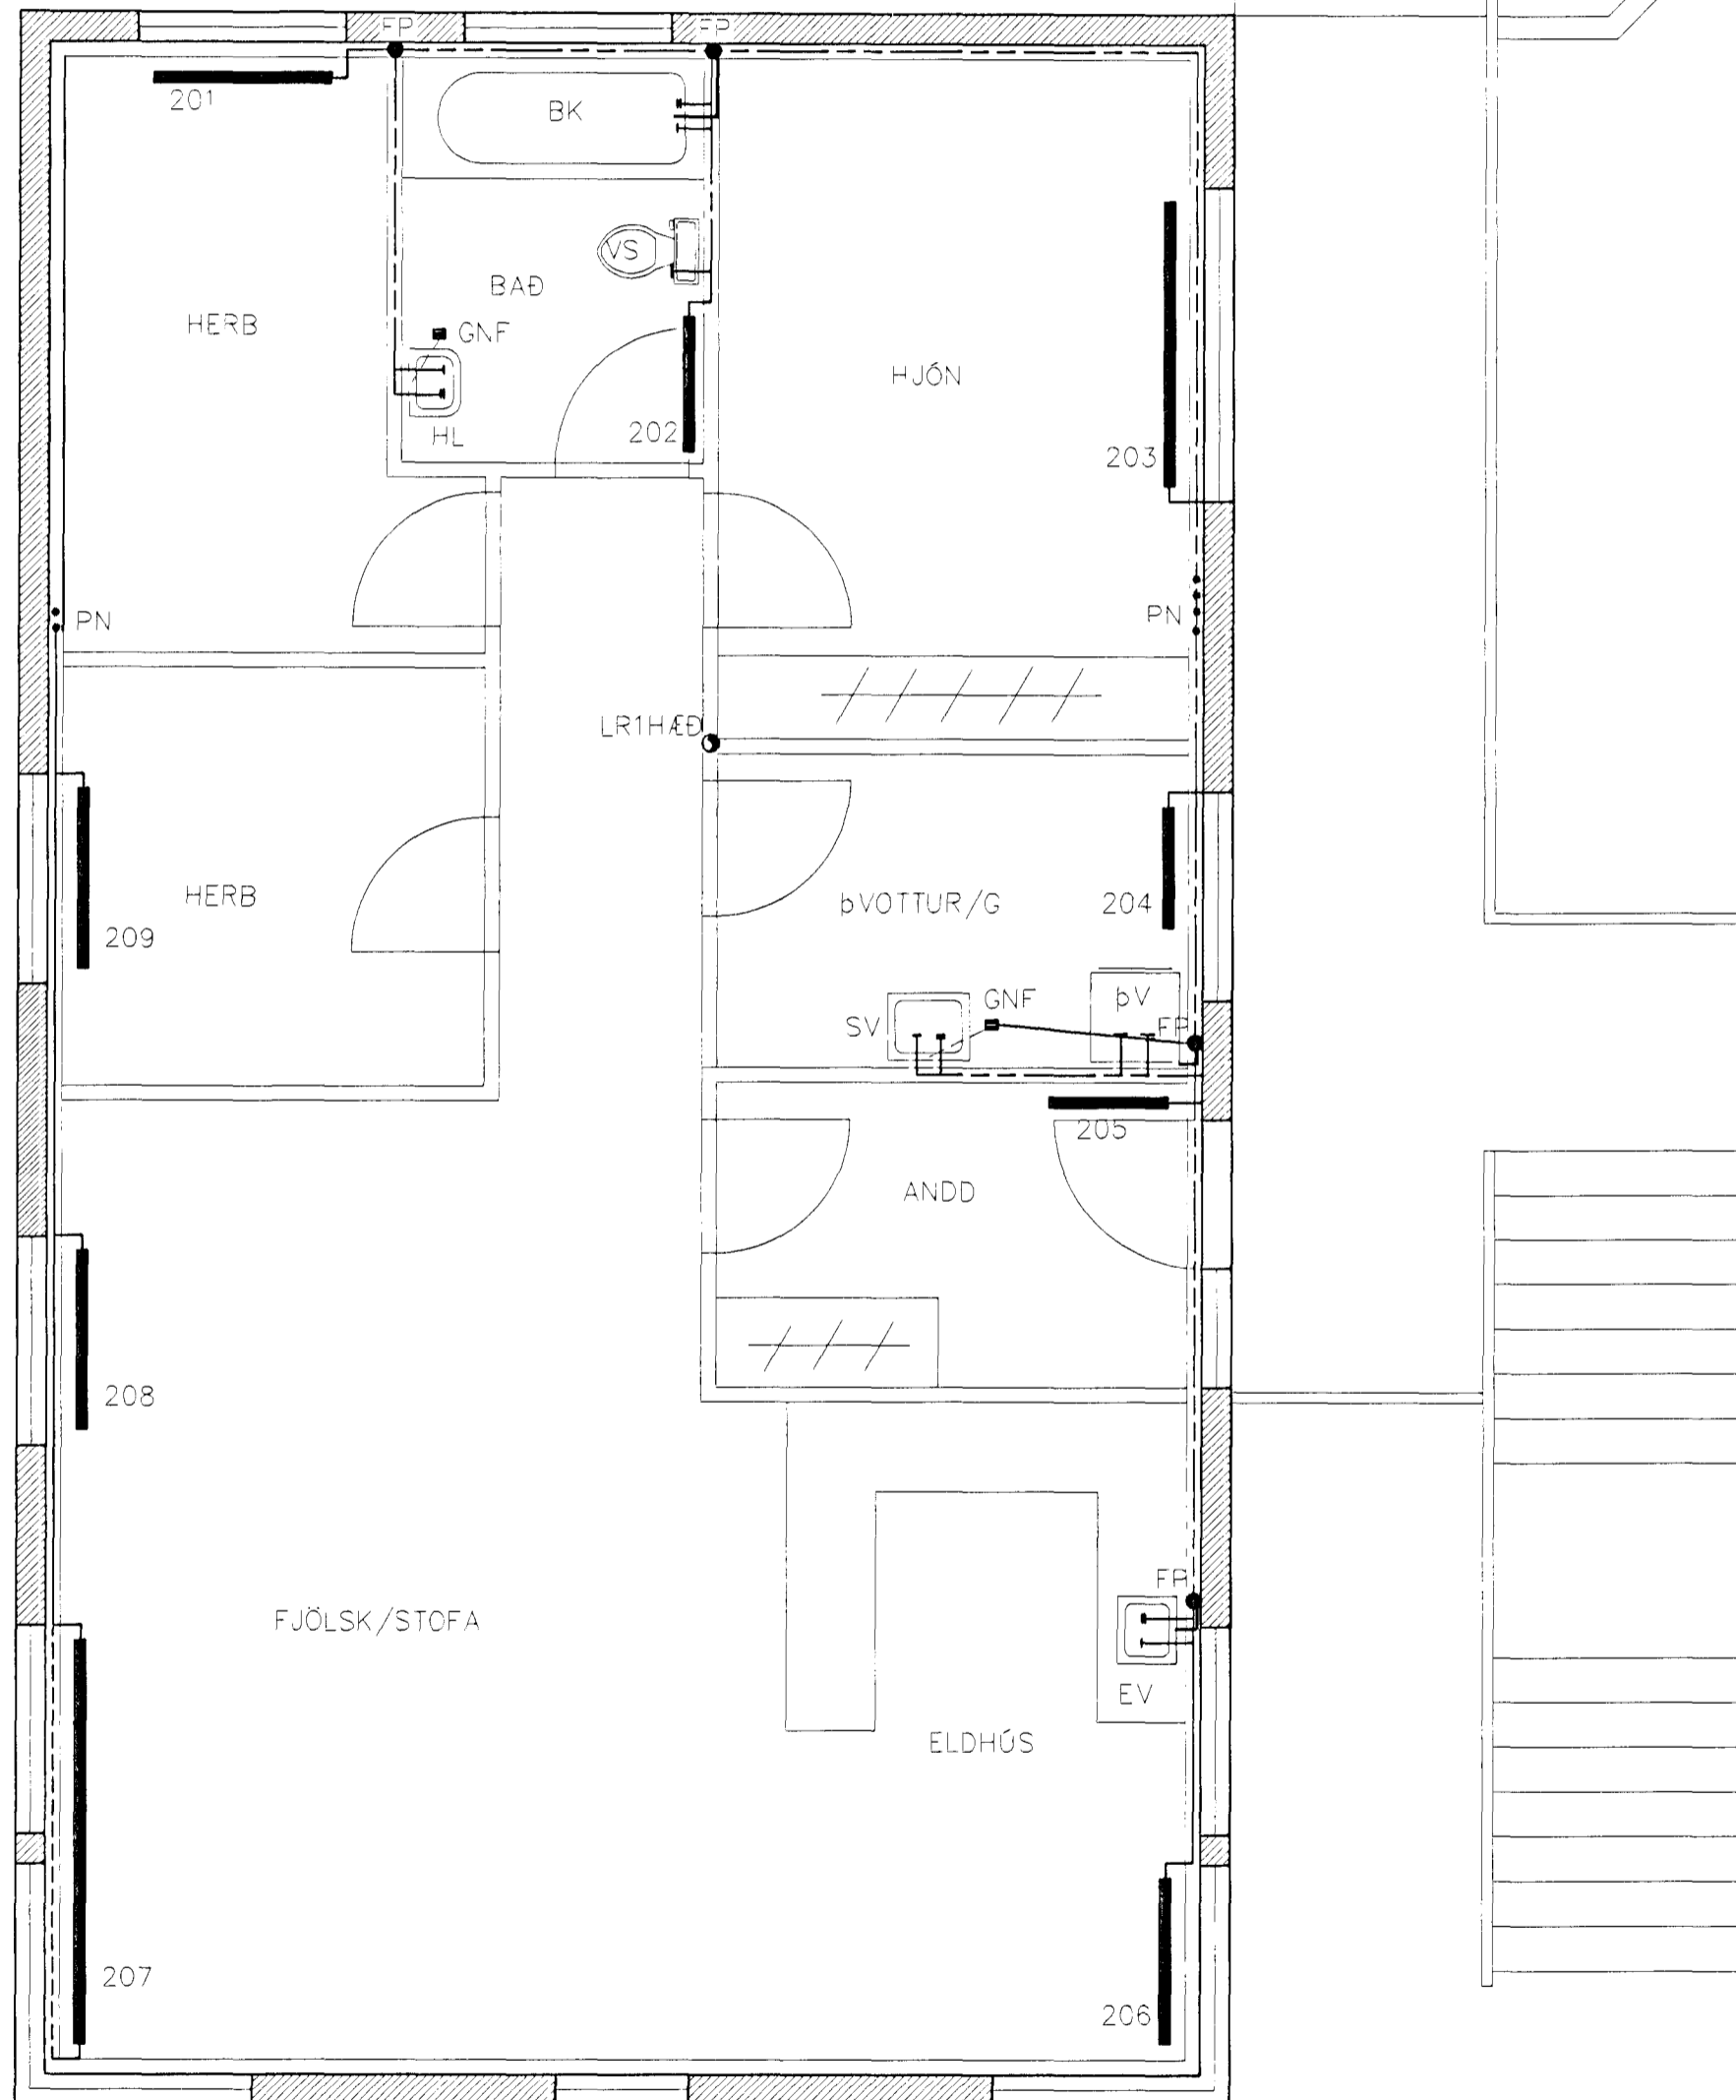 FP
FP
201
BK
VS
BAÐ
HERB
GNF
HJÓN
HL
202
203
PN
PN
LR1HÆÐ
HERB
ÞVOTTUR/G
204
209
ÞV
GNF
SV
FP
205
ANDD
208
FP
FJÖLSK/STOFA
EV
ELDHÚS
207
206